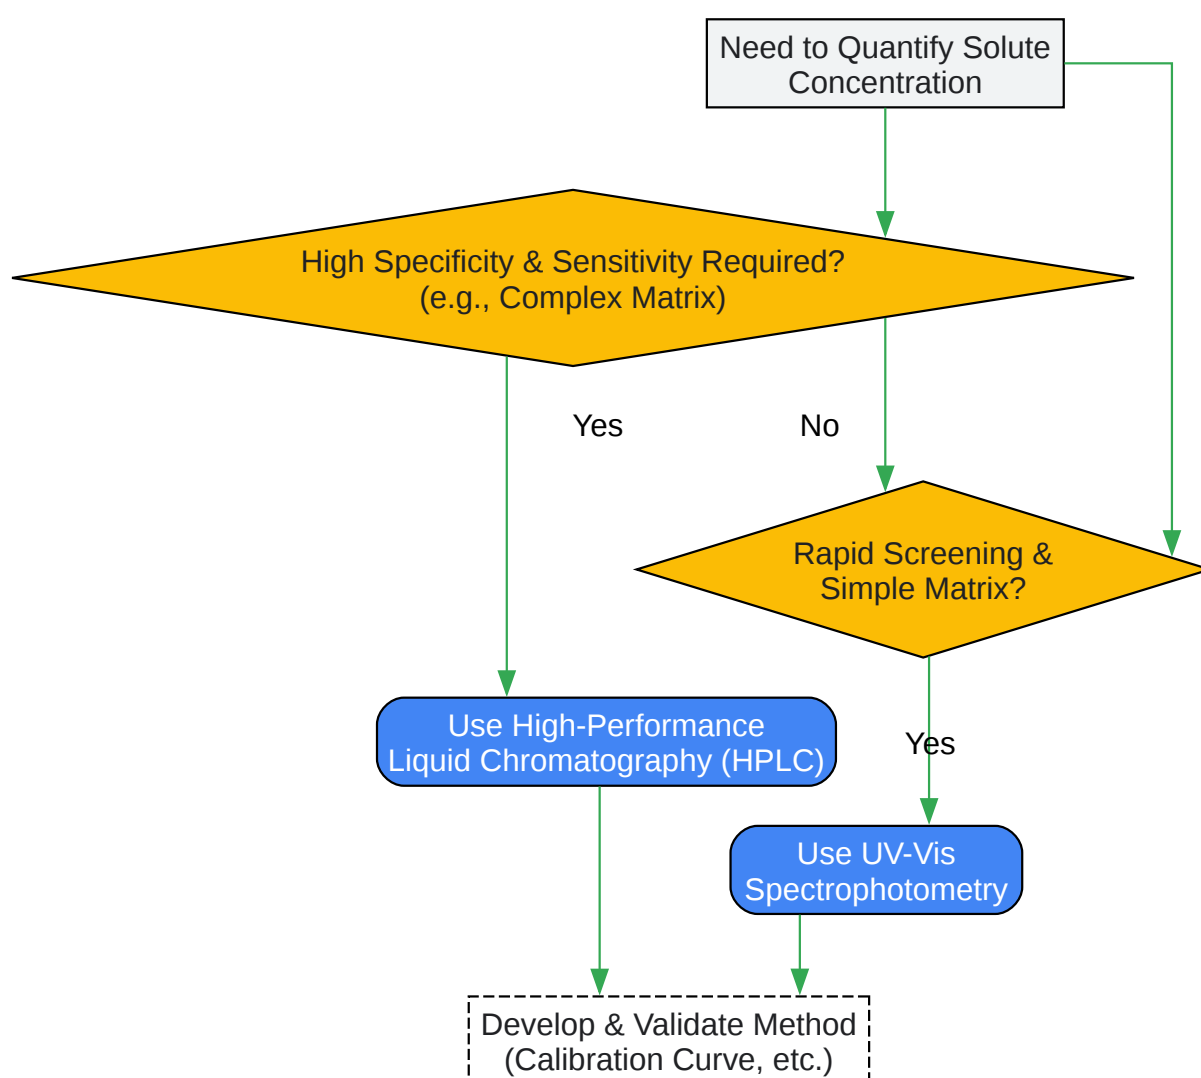 Need to Quantify Solute
Concentration
High Specificity & Sensitivity Required?
(e.g., Complex Matrix)
Yes
No
Rapid Screening &
Simple Matrix?
Use High-Performance
Liquid Chromatography (HPLC)
Yes
Use UV-Vis
Spectrophotometry
Develop & Validate Method
(Calibration Curve, etc.)